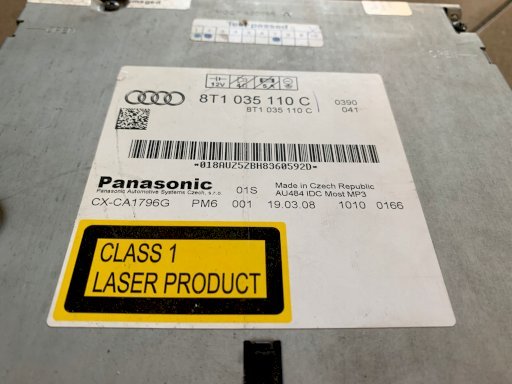 Test passed
12V 4Ω 5A
8T1 035 110 C
8T1 035 110 C
0390
041
-018AUZ5ZBH8360592D-
Panasonic
Panasonic Automotive Systems Czech, s.r.o.
01S
Made in Czech Republic
AU484 IDC Most MP3
CX-CA1796G PM6 001 19.03.08 1010 0166
CLASS 1
LASER PRODUCT